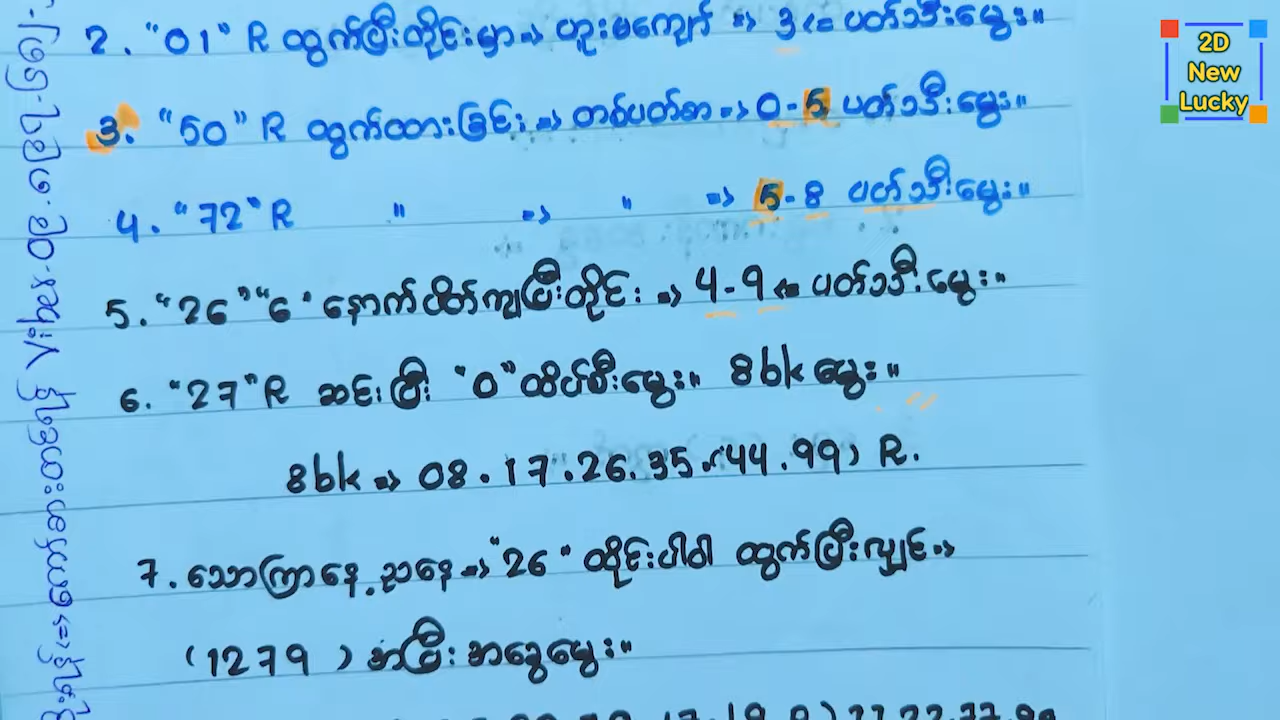 2. "01" R ထွက်ပြီးတိုင်းမှာ => ဟူးမကျော် => 3 <= ပတ်သီးမွေး။
3. "50" R ထွက်ထားခြင်း => တစ်ပတ်စာ => 0-5 ပတ်သီးမွေး။
4. "72" R " => " => 5-8 ပတ်သီးမွေး။
5. "26" "6" နောက်ပိတ်ကျပြီးတိုင်း => 4-9 <= ပတ်သီးမွေး။
6. "27" R ဆင်းပြီး "0" ထိပ်စီးမွေး။ 8bk မွေး။
8bk => 08.17.26.35.(44.99) R.
7. သောကြာနေ့.ညနေ => "26" ထိုင်းပါဝါ ထွက်ပြီးလျှင် =>
(1279) အပြီး အခွေမွေး။
2D
New
Lucky